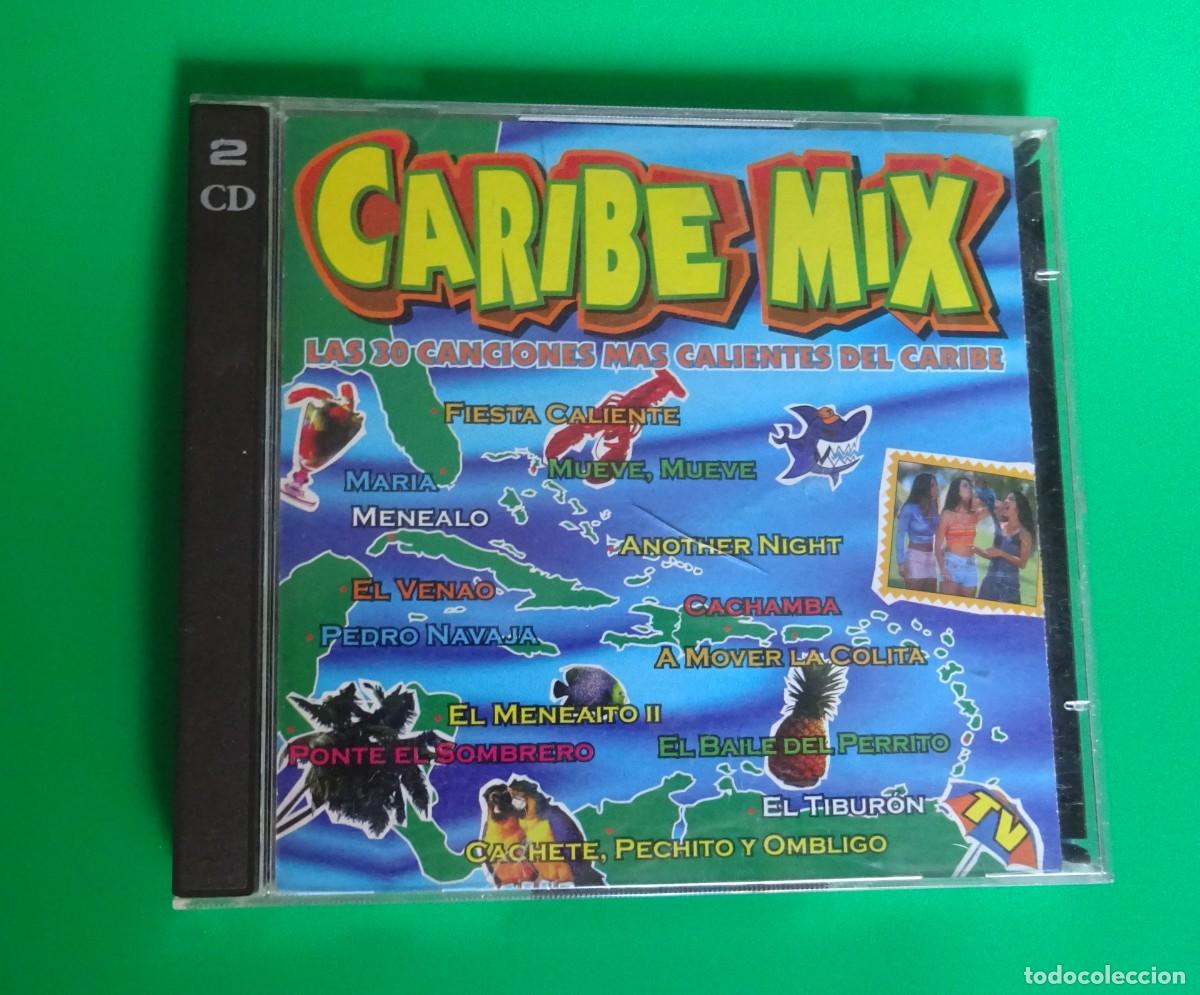 2
CD
CARIBE MIX
LAS 30 CANCIONES MAS CALIENTES DEL CARIBE
FIESTA CALIENTE
MUEVE, MUEVE
MARIA
MENEALO
ANOTHER NIGHT
EL VENAO
CACHAMBA
PEDRO NAVAJA
A MOVER LA COLITA
EL MENEAITO II
PONTE EL SOMBRERO
EL BAILE DEL PERRITO
EL TIBURÓN
TV
CACHETE, PECHITO Y OMBLIGO
todocoleccion